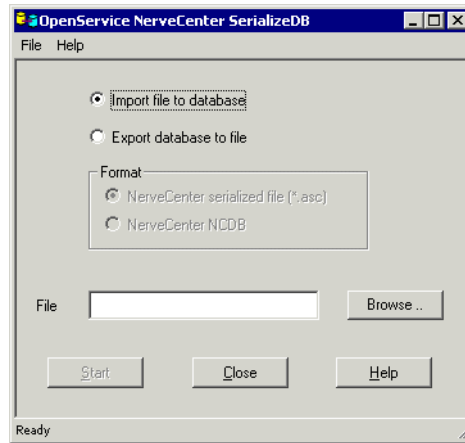 OpenService NerveCenter SerializeDB
File Help
Import file to database
Export database to file
Format
NerveCenter serialized file (*.asc)
NerveCenter NCDB
File Browse ..
Start Close Help
Ready